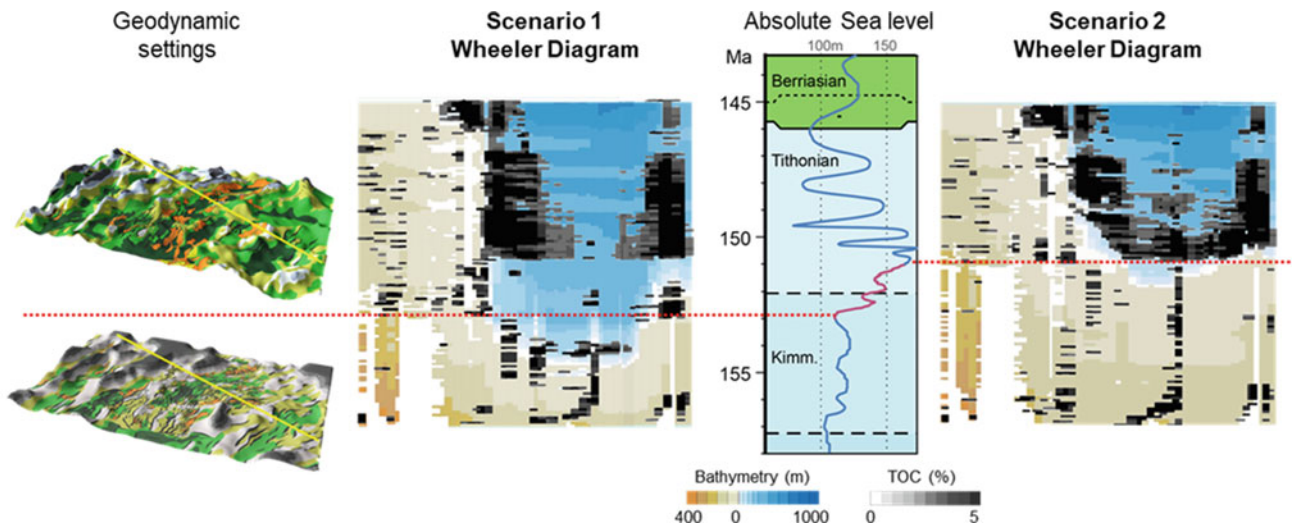 Geodynamic
settings
Scenario 1
Wheeler Diagram
Absolute Sea level
Scenario 2
Wheeler Diagram
Ma
100m 150
Berriasian
145
Tithonian
150
Kimm.
155
Bathymetry (m)
400 0 1000
TOC (%)
0 5